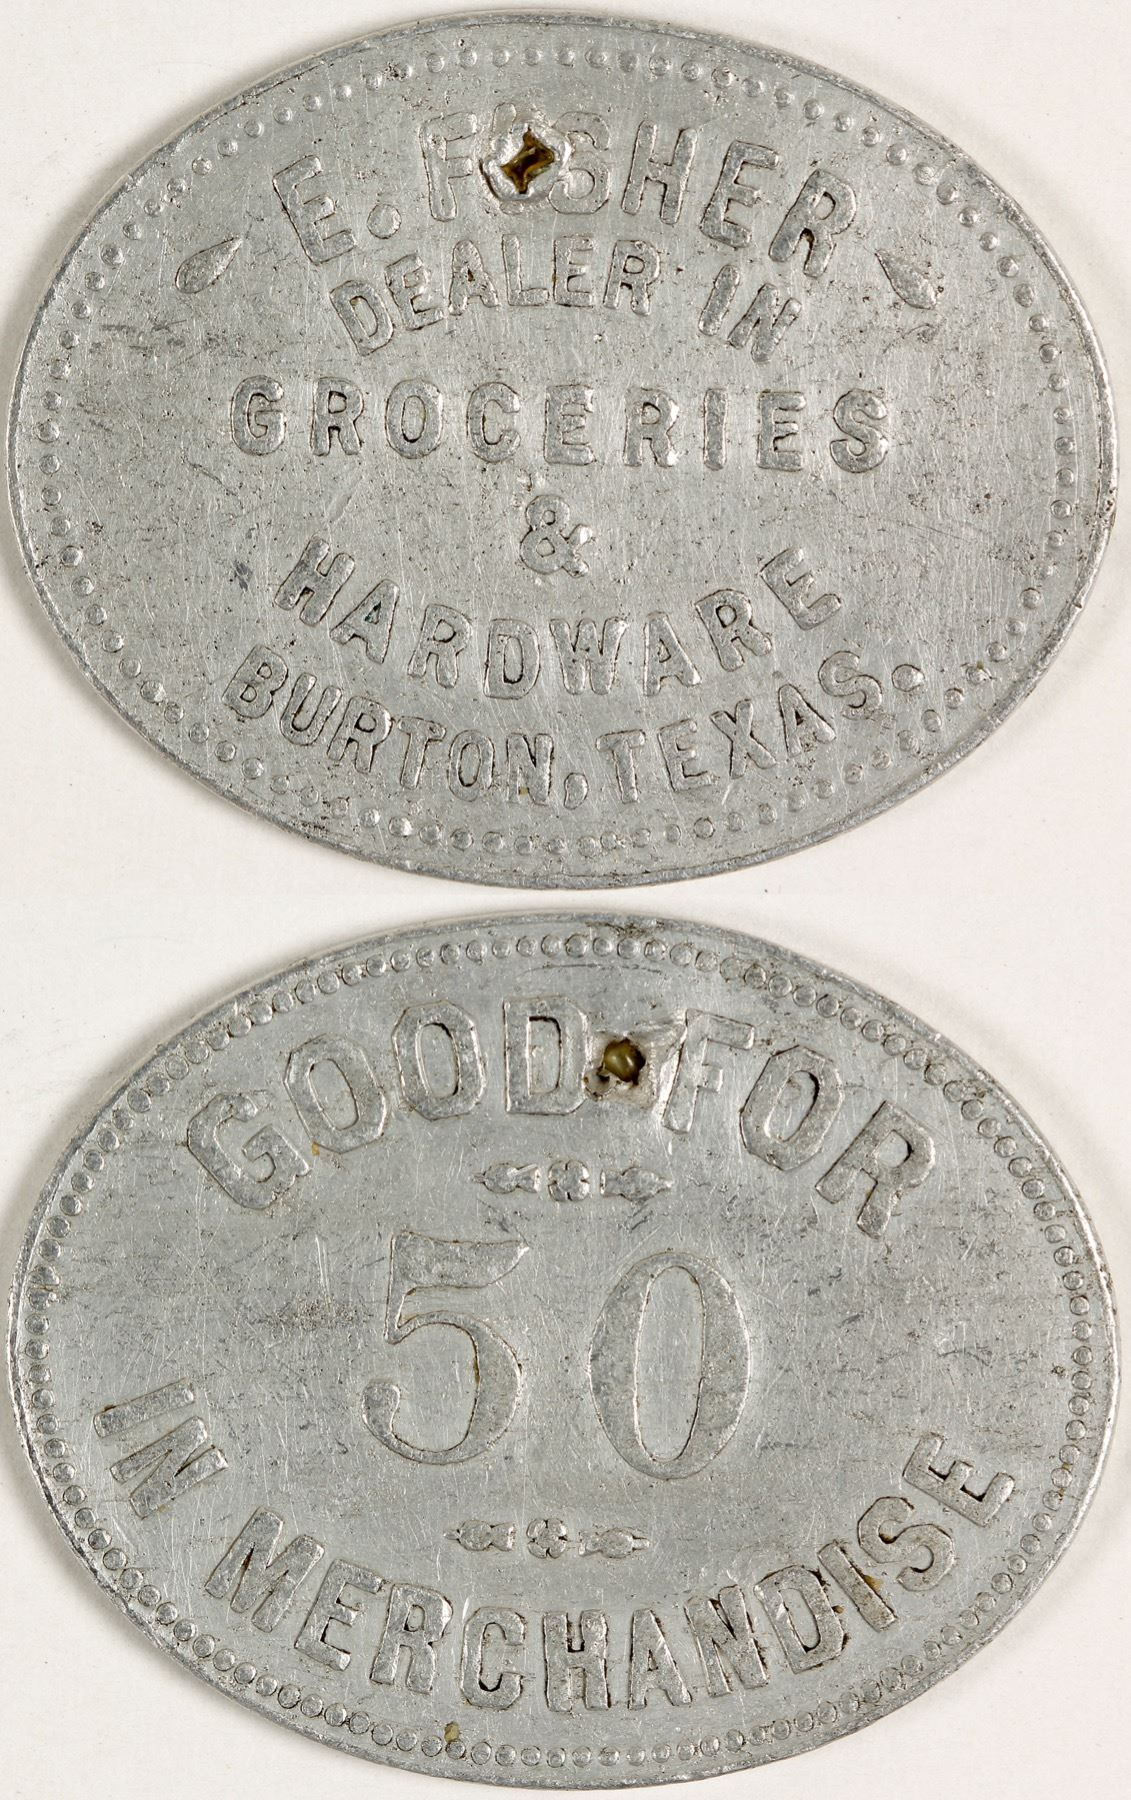 E. FISHER
DEALER IN
GROCERIES
&
HARDWARE
BURTON, TEXAS.
GOOD FOR
50
IN MERCHANDISE